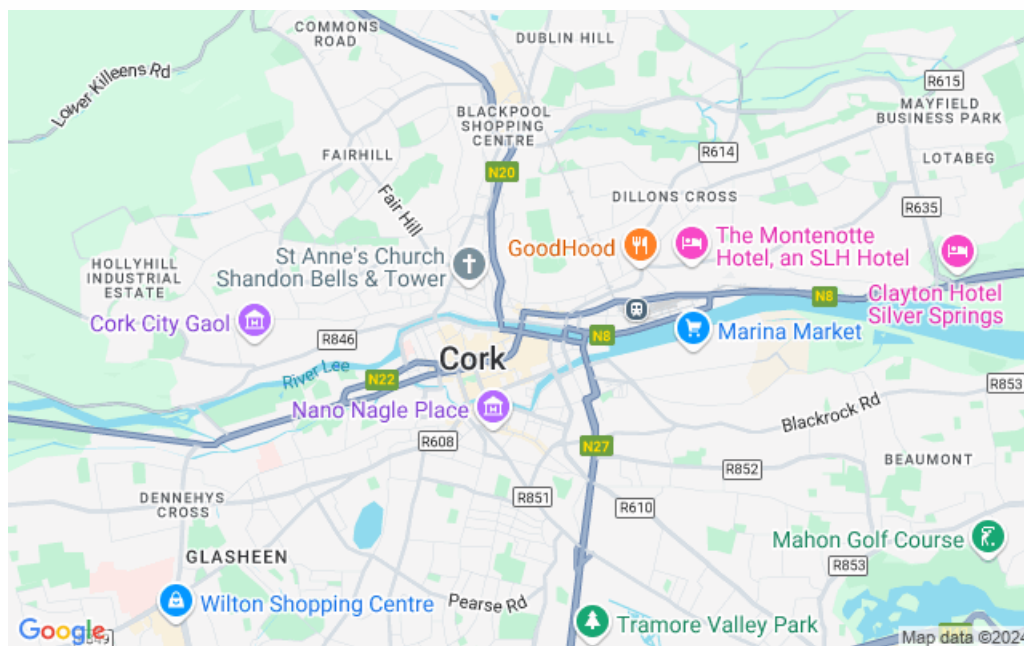 COMMONS
ROAD
DUBLIN HILL
Lower Killeens Rd
R615
MAYFIELD
BUSINESS PARK
BLACKPOOL
SHOPPING
CENTRE
FAIRHILL
R614
LOTABEG
N20
DILLONS CROSS
Fair Hill
R635
St Anne's Church
Shandon Bells & Tower
GoodHood
The Montenotte
Hotel, an SLH Hotel
HOLLYHILL
INDUSTRIAL
ESTATE
Clayton Hotel
Silver Springs
N8
Cork City Gaol
R846
N8
Marina Market
Cork
River Lee
N22
R853
Nano Nagle Place
Blackrock Rd
R608
N27
R852
BEAUMONT
DENNEHYS
CROSS
R851
R610
GLASHEEN
Mahon Golf Course
R853
Wilton Shopping Centre
Pearse Rd
Tramore Valley Park
Google
Map data ©2024